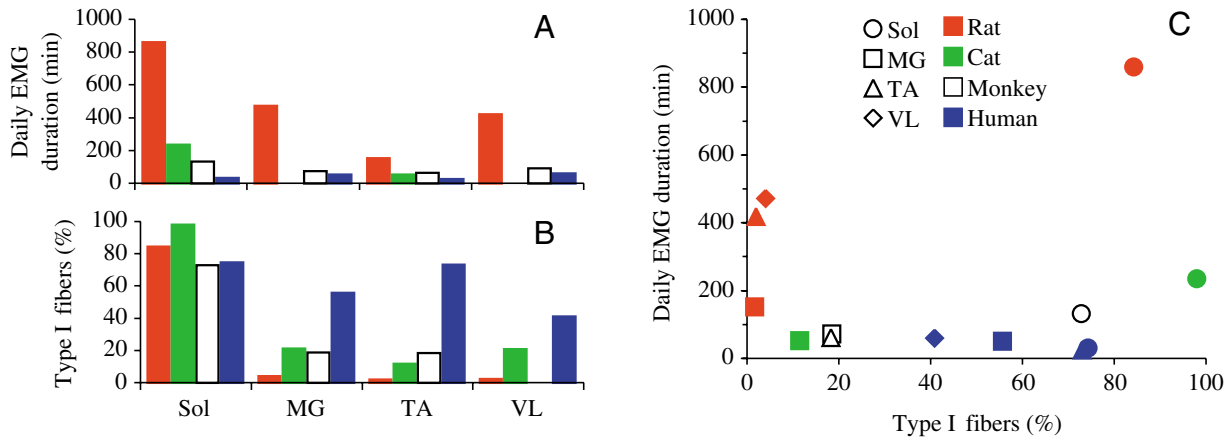 A
Daily EMG
duration (min)
1000
800
600
400
200
0
B
Type I fibers (%)
100
80
60
40
20
0
Sol MG TA VL
C
Daily EMG duration (min)
1000
800
600
400
200
0
Sol
MG
TA
VL
Rat
Cat
Monkey
Human
0 20 40 60 80 100
Type I fibers (%)